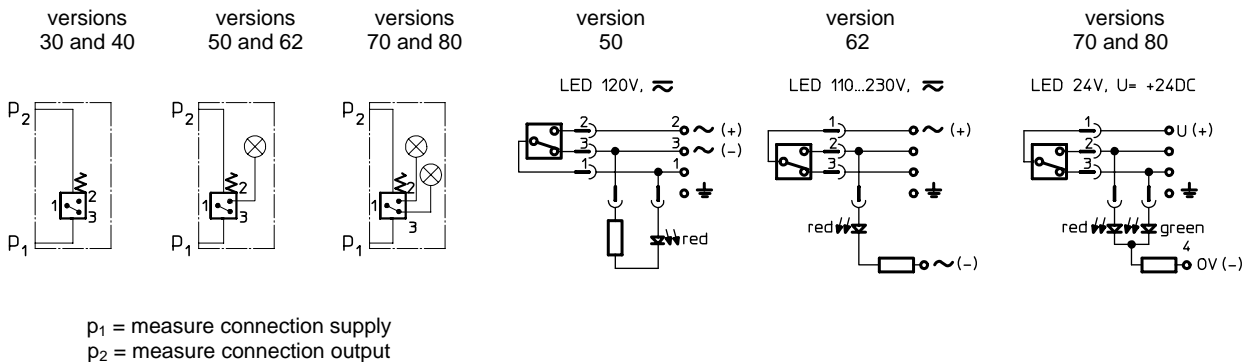 versions
30 and 40
versions
50 and 62
versions
70 and 80
version
50
version
62
versions
70 and 80
LED 120V, ⎓~
LED 110...230V, ⎓~
LED 24V, U= +24DC
p2
1
2
3
p1
p2
1
2
3
p1
p2
1
2
3
p1
2 2 ~ (+)
3 3 ~ (-)
1 1
red
1 ~ (+)
2
3
red
~ (-)
1 U (+)
2
3
red green
4
0V (-)
p1 = measure connection supply
p2 = measure connection output